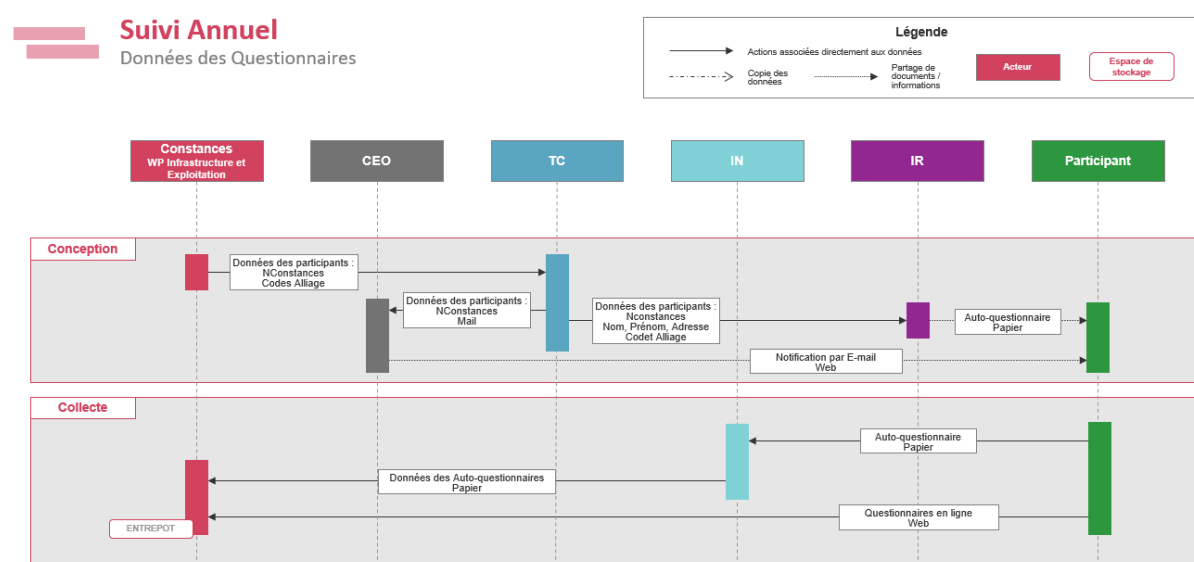 Suivi Annuel
Données des Questionnaires
Légende
Actions associées directement aux données
Copie des
données
Partage de
documents /
informations
Acteur
Espace de
stockage
Constances
WP Infrastructure et
Exploitation
CEO
TC
IN
IR
Participant
Conception
Données des participants :
NConstances
Codes Alliage
Données des participants :
NConstances
Mail
Données des participants :
Nconstances
Nom, Prénom, Adresse
Codet Alliage
Auto-questionnaire
Papier
Notification par E-mail
Web
Collecte
Auto-questionnaire
Papier
Données des Auto-questionnaires
Papier
Questionnaires en ligne
Web
ENTREPOT